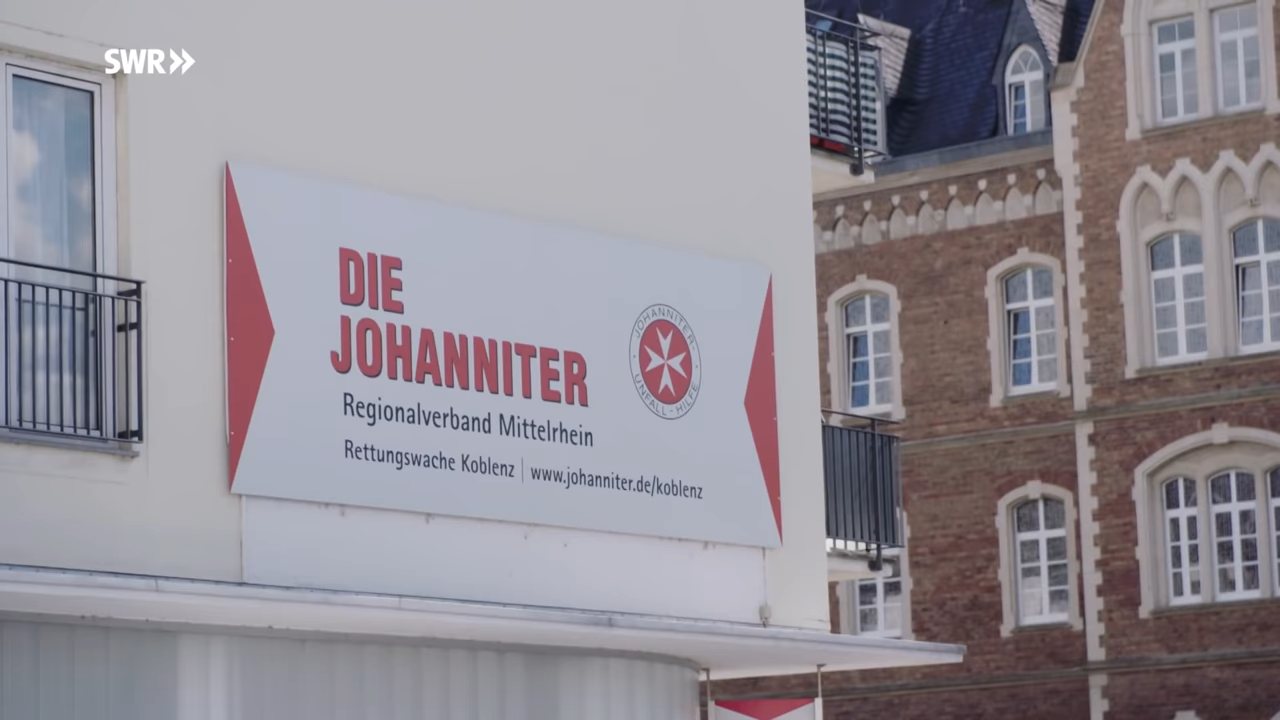 SWR
DIE
JOHANNITER
Regionalverband Mittelrhein
Rettungswache Koblenz | www.johanniter.de/koblenz
JOHANNITER-
UNFALL-HILFE